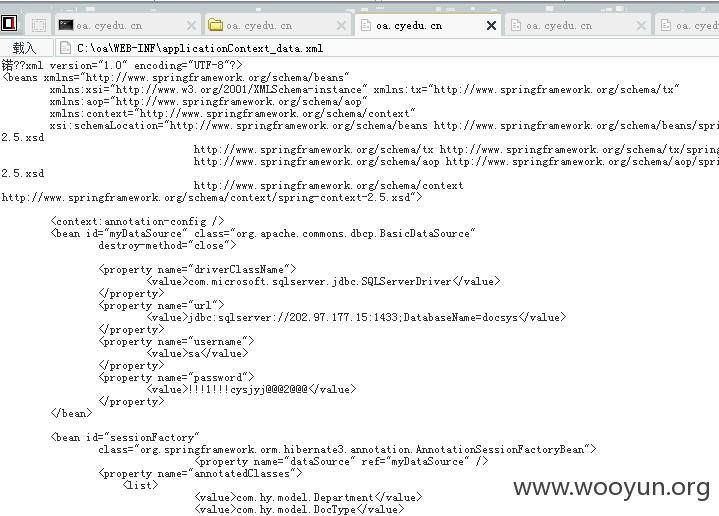 oa.cyedu.cn oa.cyedu.cn oa.cyedu.cn oa.cyedu.cn oa.cyedu.
载入 C:\oa\WEB-INF\applicationContext_data.xml
锘??xml version="1.0" encoding="UTF-8"?>
<beans xmlns="http://www.springframework.org/schema/beans"
xmlns:xsi="http://www.w3.org/2001/XMLSchema-instance" xmlns:tx="http://www.springframework.org/schema/tx"
xmlns:aop="http://www.springframework.org/schema/aop"
xmlns:context="http://www.springframework.org/schema/context"
xsi:schemaLocation="http://www.springframework.org/schema/beans http://www.springframework.org/schema/beans/spri
2.5.xsd
http://www.springframework.org/schema/tx http://www.springframework.org/schema/tx/spring
http://www.springframework.org/schema/aop http://www.springframework.org/schema/aop/spri
2.5.xsd
http://www.springframework.org/schema/context
http://www.springframework.org/schema/context/spring-context-2.5.xsd">
<context:annotation-config />
<bean id="myDataSource" class="org.apache.commons.dbcp.BasicDataSource"
destroy-method="close">
<property name="driverClassName">
<value>com.microsoft.sqlserver.jdbc.SQLServerDriver</value>
</property>
<property name="url">
<value>jdbc:sqlserver://202.97.177.15:1433;DatabaseName=docsys</value>
</property>
<property name="username">
<value>sa</value>
</property>
<property name="password">
<value>!!!1!!!cysjyj@@@2@@@</value>
</property>
</bean>
<bean id="sessionFactory"
class="org.springframework.orm.hibernate3.annotation.AnnotationSessionFactoryBean">
<property name="dataSource" ref="myDataSource" />
<property name="annotatedClasses">
<list>
<value>com.hy.model.Department</value>
<value>com.hy.model.DocType</value>
www.wooyun.org